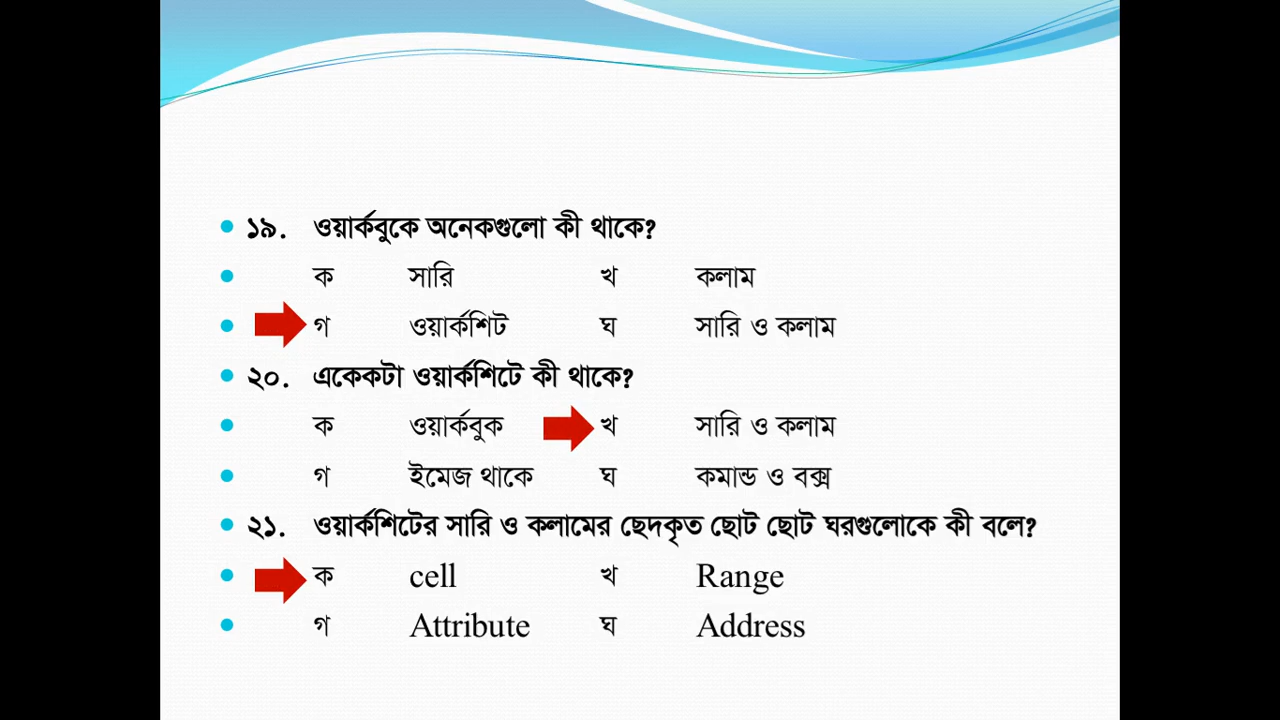 ১৯. ওয়ার্কবুকে অনেকগুলো কী থাকে?
ক সারি খ কলাম
গ ওয়ার্কশিট ঘ সারি ও কলাম
২০. একেকটা ওয়ার্কশিটে কী থাকে?
ক ওয়ার্কবুক খ সারি ও কলাম
গ ইমেজ থাকে ঘ কমান্ড ও বক্স
২১. ওয়ার্কশিটের সারি ও কলামের ছেদকৃত ছোট ছোট ঘরগুলোকে কী বলে?
ক cell খ Range
গ Attribute ঘ Address